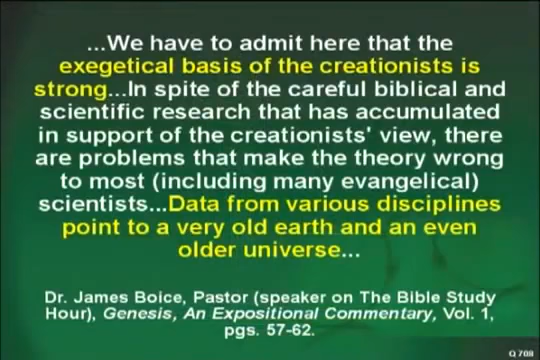 ...We have to admit here that the
exegetical basis of the creationists is
strong...In spite of the careful biblical and
scientific research that has accumulated
in support of the creationists' view, there
are problems that make the theory wrong
to most (including many evangelical)
scientists...Data from various disciplines
point to a very old earth and an even
older universe...
Dr. James Boice, Pastor (speaker on The Bible Study
Hour), Genesis, An Expositional Commentary, Vol. 1,
pgs. 57-62.
Q 708